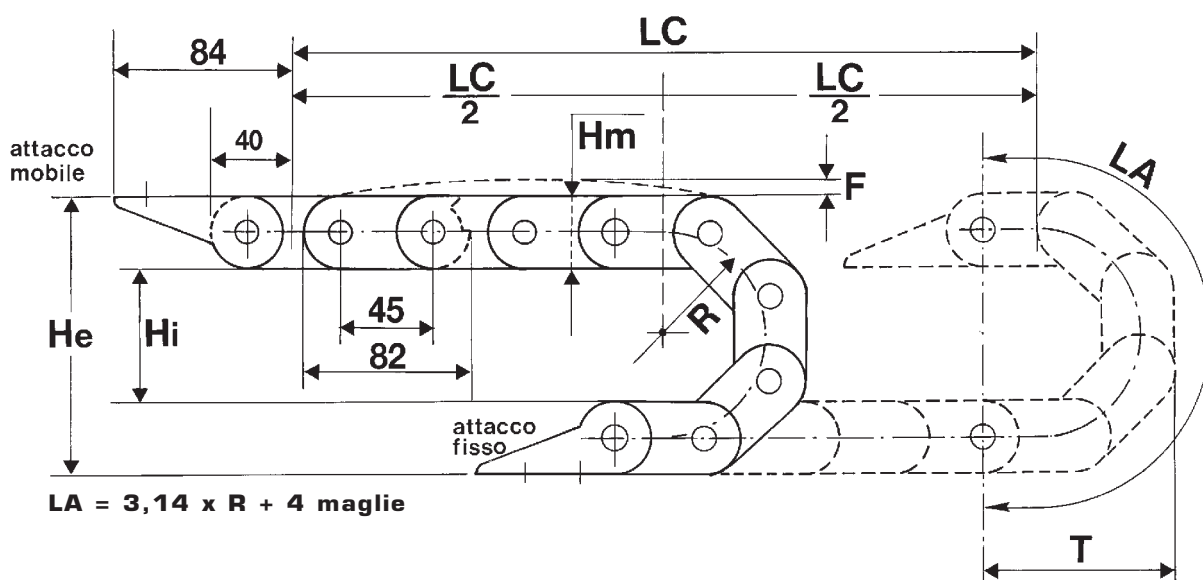 LC
84
LC
2
LC
2
40
Hm
attacco
mobile
F
LA
He
Hi
45
R
82
attacco
fisso
LA = 3,14 x R + 4 maglie
T